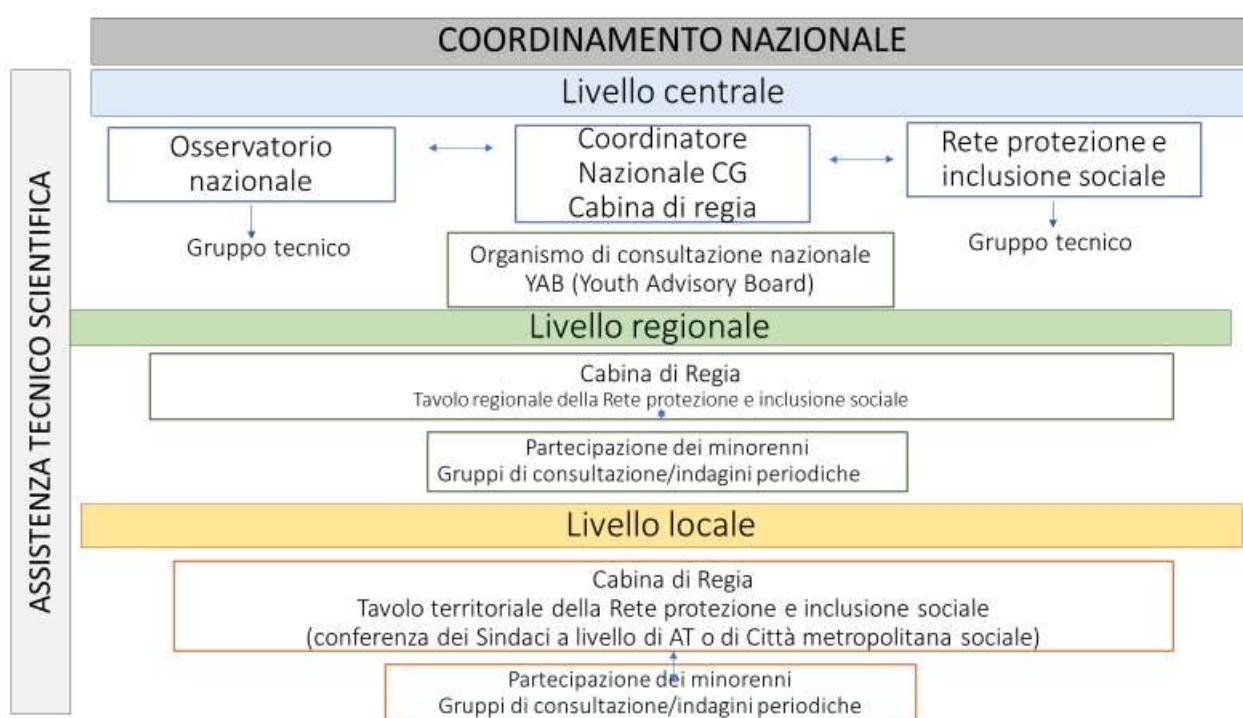 COORDINAMENTO NAZIONALE
ASSISTENZA TECNICO SCIENTIFICA
Livello centrale
Osservatorio
nazionale
Gruppo tecnico
Coordinatore
Nazionale CG
Cabina di regia
Rete protezione e
inclusione sociale
Gruppo tecnico
Organismo di consultazione nazionale
YAB (Youth Advisory Board)
Livello regionale
Cabina di Regia
Tavolo regionale della Rete protezione e inclusione sociale
Partecipazione dei minorenni
Gruppi di consultazione/indagini periodiche
Livello locale
Cabina di Regia
Tavolo territoriale della Rete protezione e inclusione sociale
(conferenza dei Sindaci a livello di AT o di Città metropolitana sociale)
Partecipazione dei minorenni
Gruppi di consultazione/indagini periodiche